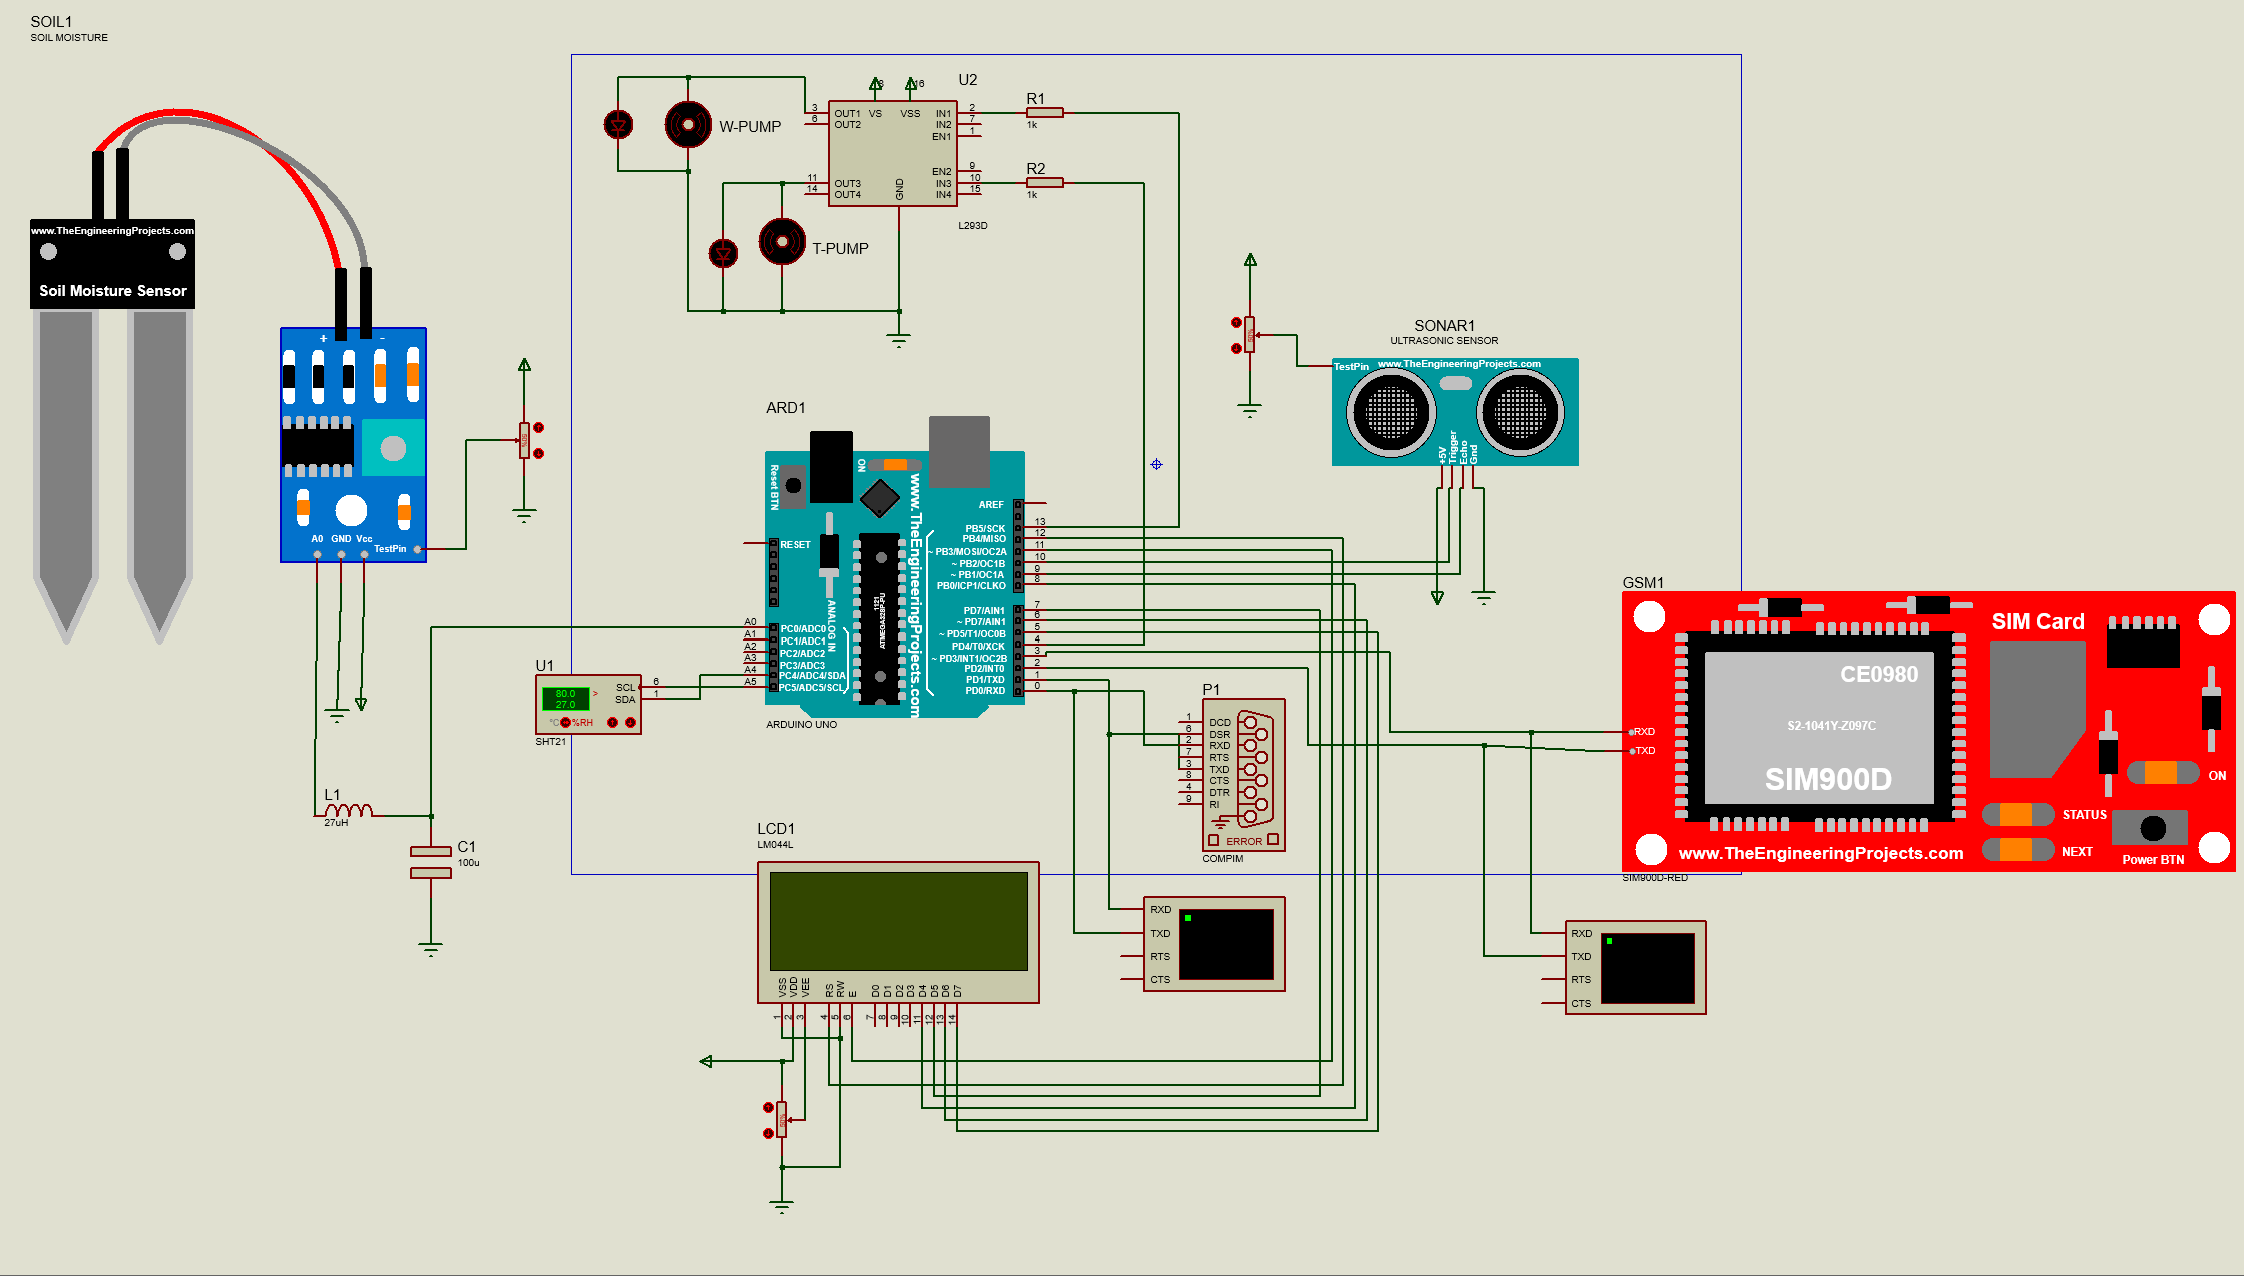 SOIL1
SOIL MOISTURE
www.TheEngineeringProjects.com
Soil Moisture Sensor
+ -
A0 GND Vcc
TestPin
W-PUMP
T-PUMP
U2
8 16
3 OUT1 VS VSS IN1 2
6 OUT2 IN2 7
EN1 1
EN2 9
11 OUT3 IN3 10
14 OUT4 GND IN4 15
L293D
R1
1k
R2
1k
SONAR1
ULTRASONIC SENSOR
TestPin www.TheEngineeringProjects.com
+5V
Trigger
Echo
Gnd
ARD1
Reset BTN
ON
www.TheEngineeringProjects.com
RESET
ANALOG IN
1121
ATMEGA328P-PU
AREF
PB5/SCK 13
PB4/MISO 12
~ PB3/MOSI/OC2A 11
~ PB2/OC1B 10
~ PB1/OC1A 9
PB0/ICP1/CLKO 8
PD7/AIN1 7
~ PD7/AIN1 6
~ PD5/T1/OC0B 5
PD4/T0/XCK 4
~ PD3/INT1/OC2B 3
PD2/INT0 2
PD1/TXD 1
PD0/RXD 0
A0 PC0/ADC0
A1 PC1/ADC1
A2 PC2/ADC2
A3 PC3/ADC3
A4 PC4/ADC4/SDA
A5 PC5/ADC5/SCL
ARDUINO UNO
U1
80.0 >
27.0
SCL 6
SDA 1
°C %RH
SHT21
L1
27uH
C1
100u
P1
1 DCD
6 DSR
2 RXD
7 RTS
3 TXD
8 CTS
4 DTR
9 RI
ERROR
COMPIM
LCD1
LM044L
VSS VDD VEE RS RW E D0 D1 D2 D3 D4 D5 D6 D7
1 2 3 4 5 6 7 8 9 10 11 12 13 14
RXD
TXD
RTS
CTS
GSM1
SIM Card
CE0980
S2-1041Y-Z097C
SIM900D
RXD
TXD
ON
STATUS
NEXT
Power BTN
www.TheEngineeringProjects.com
SIM900D-RED
RXD
TXD
RTS
CTS